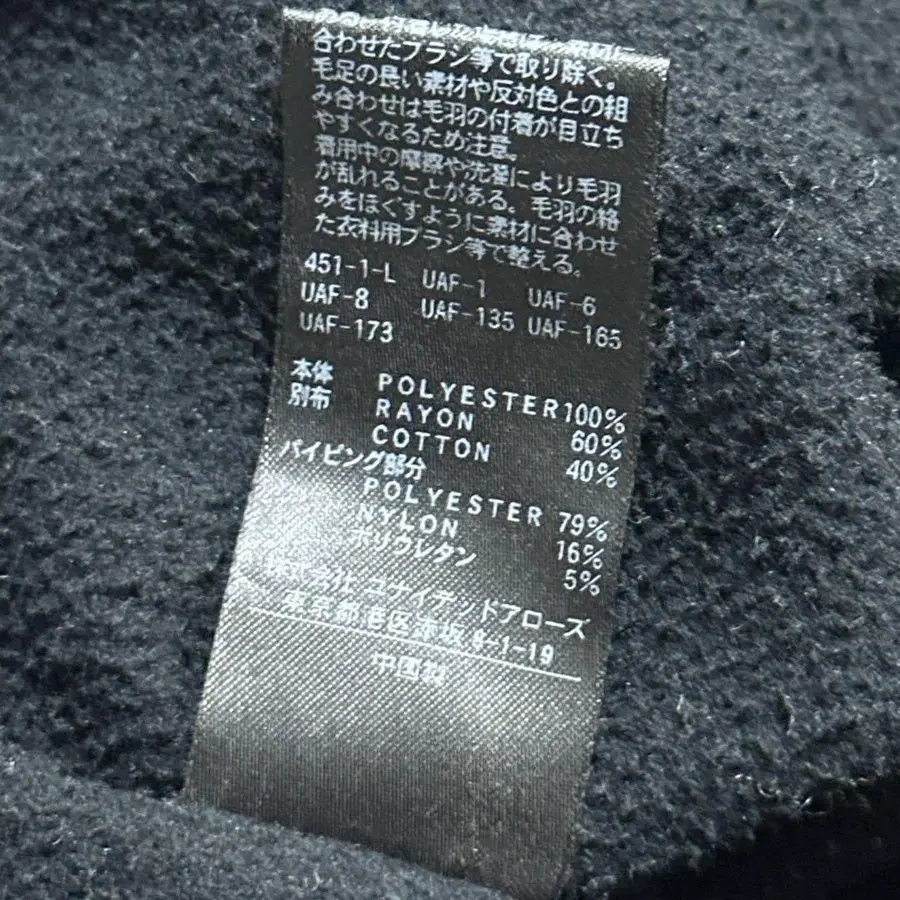 合わせたブラシ等で取り除く。
毛足の良い素材や反対色との組
み合わせは毛羽の付着が目立ち
やすくなるため注意。
着用中の摩擦や洗濯により毛羽
が乱れることがある。毛羽の絡
みをほぐすように素材に合わせ
た衣料用ブラシ等で整える。
451-1-L UAF-1 UAF-6
UAF-8 UAF-135 UAF-165
UAF-173
本体 POLYESTER 100%
別布 RAYON 60%
COTTON 40%
パイピング部分
POLYESTER 79%
NYLON 16%
ポリウレタン 5%
株式会社 ユナイテッドアローズ
東京都港区赤坂 8-1-19
中国製